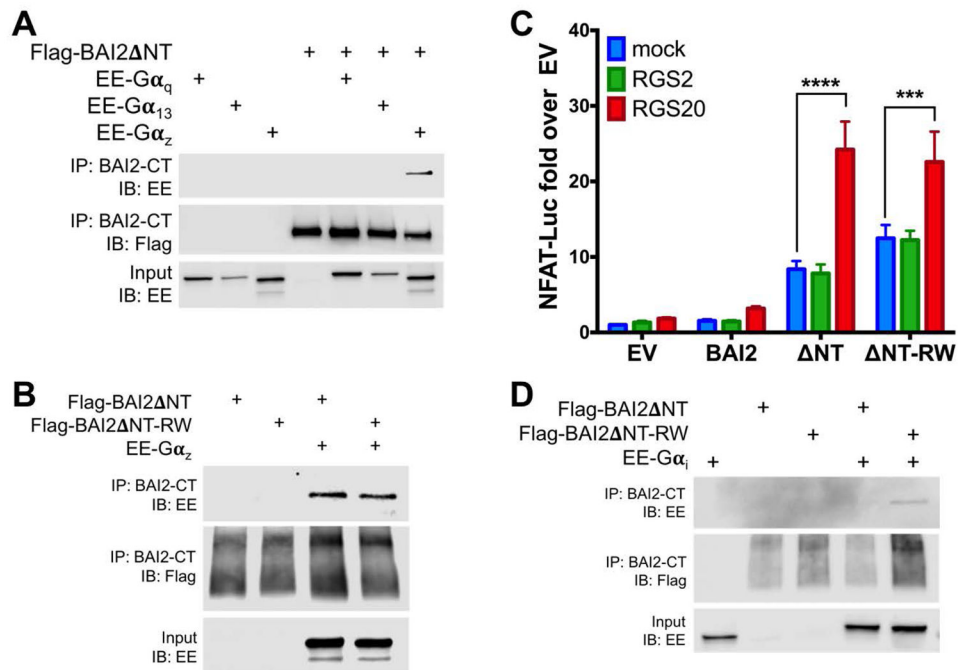 A
Flag-BAI2ΔNT + + + +
EE-Gαq + +
EE-Gα13 + +
EE-Gαz + +
IP: BAI2-CT
IB: EE
IP: BAI2-CT
IB: Flag
Input
IB: EE
B
Flag-BAI2ΔNT + +
Flag-BAI2ΔNT-RW + +
EE-Gαz + +
IP: BAI2-CT
IB: EE
IP: BAI2-CT
IB: Flag
Input
IB: EE
C
NFAT-Luc fold over EV
40
30
20
10
0
mock
RGS2
RGS20
****
***
EV BAI2 ΔNT ΔNT-RW
D
Flag-BAI2ΔNT + +
Flag-BAI2ΔNT-RW + +
EE-Gαi + + +
IP: BAI2-CT
IB: EE
IP: BAI2-CT
IB: Flag
Input
IB: EE